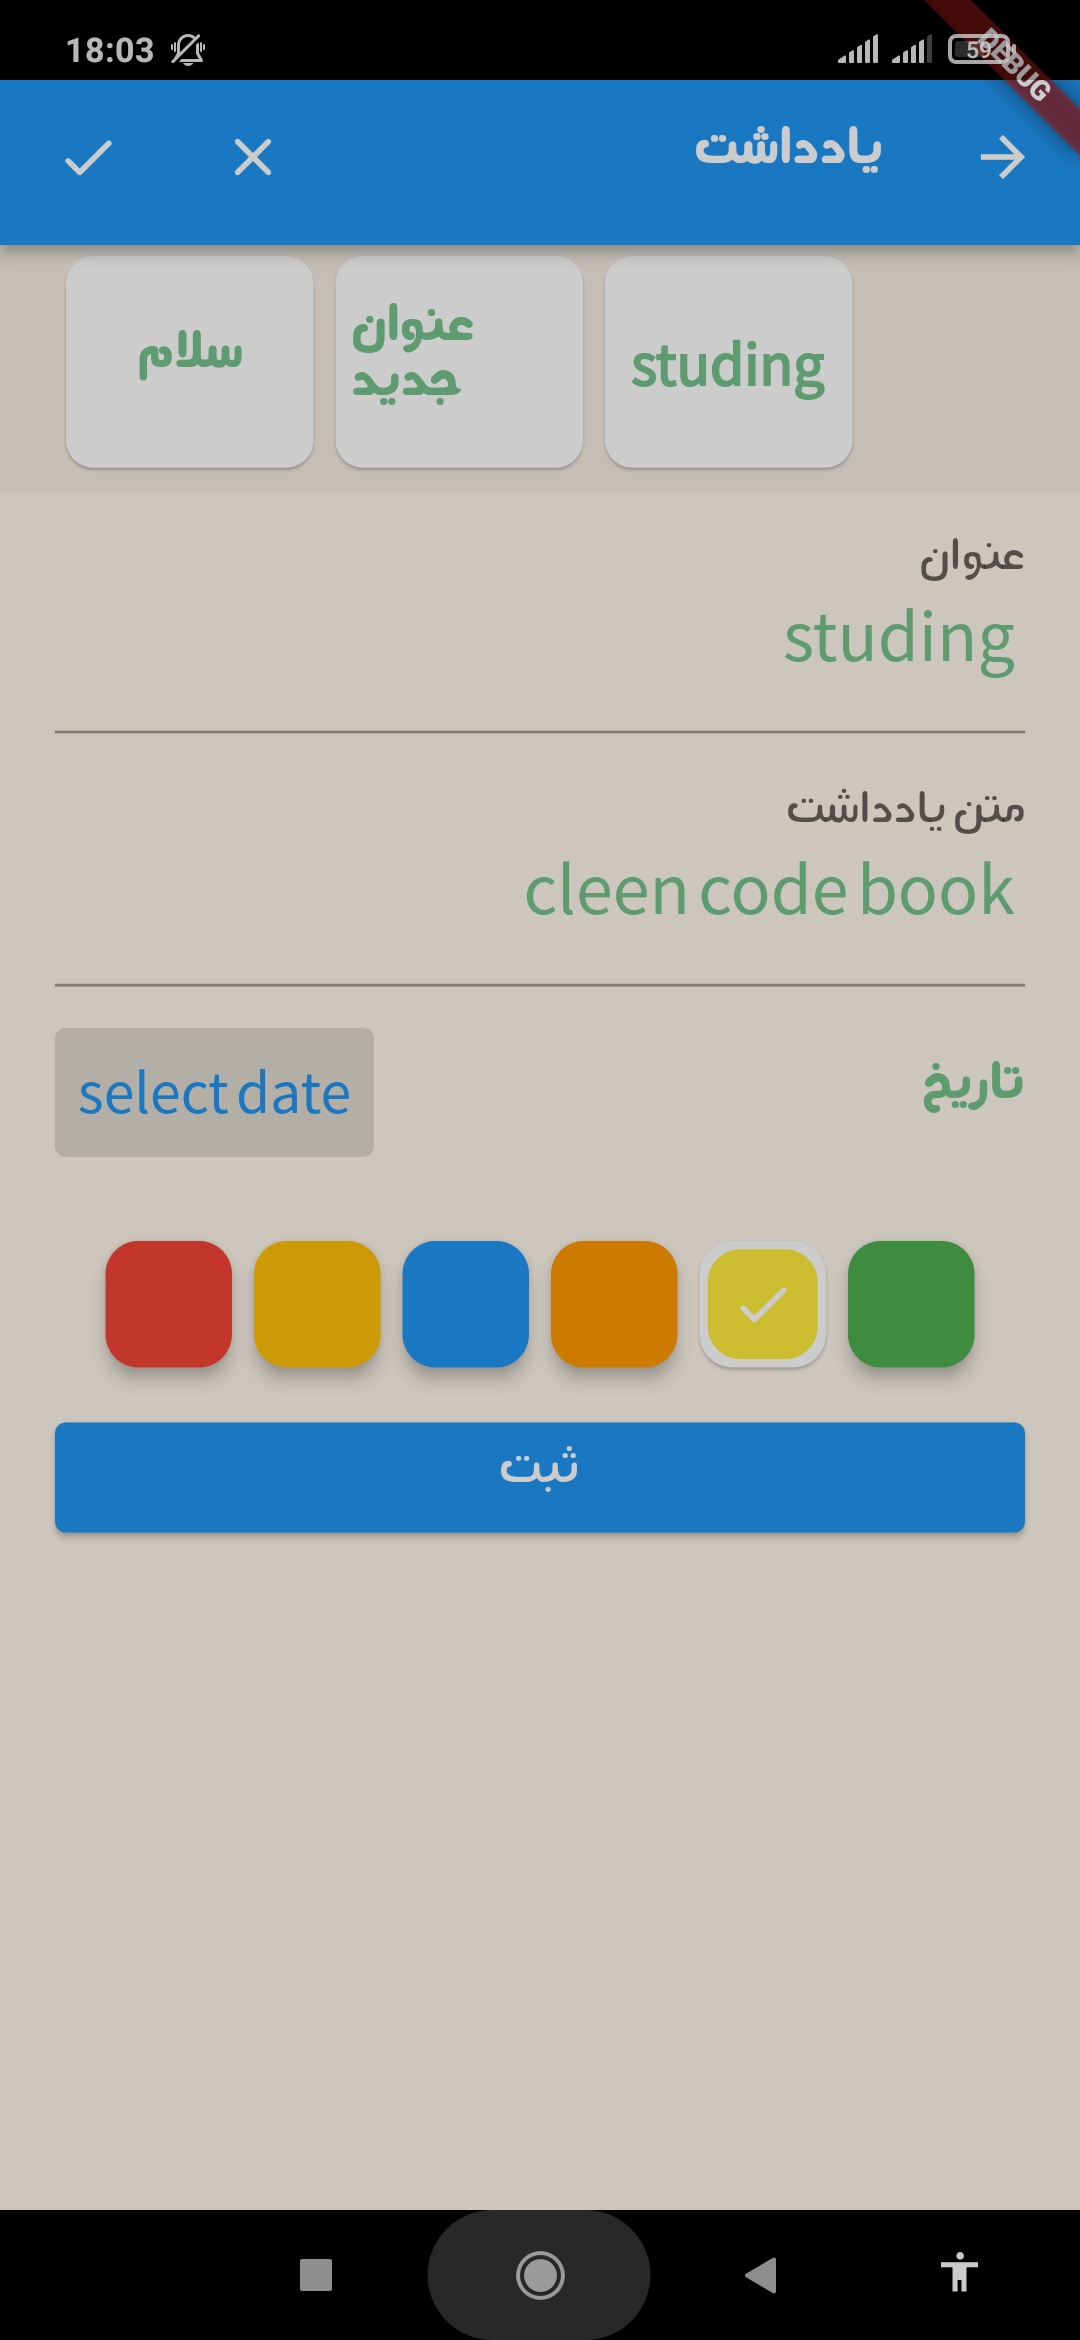 18:03
59
DEBUG
یادداشت
studing
عنوان
جدید
سلام
عنوان
studing
متن یادداشت
cleen code book
تاریخ
select date
ثبت